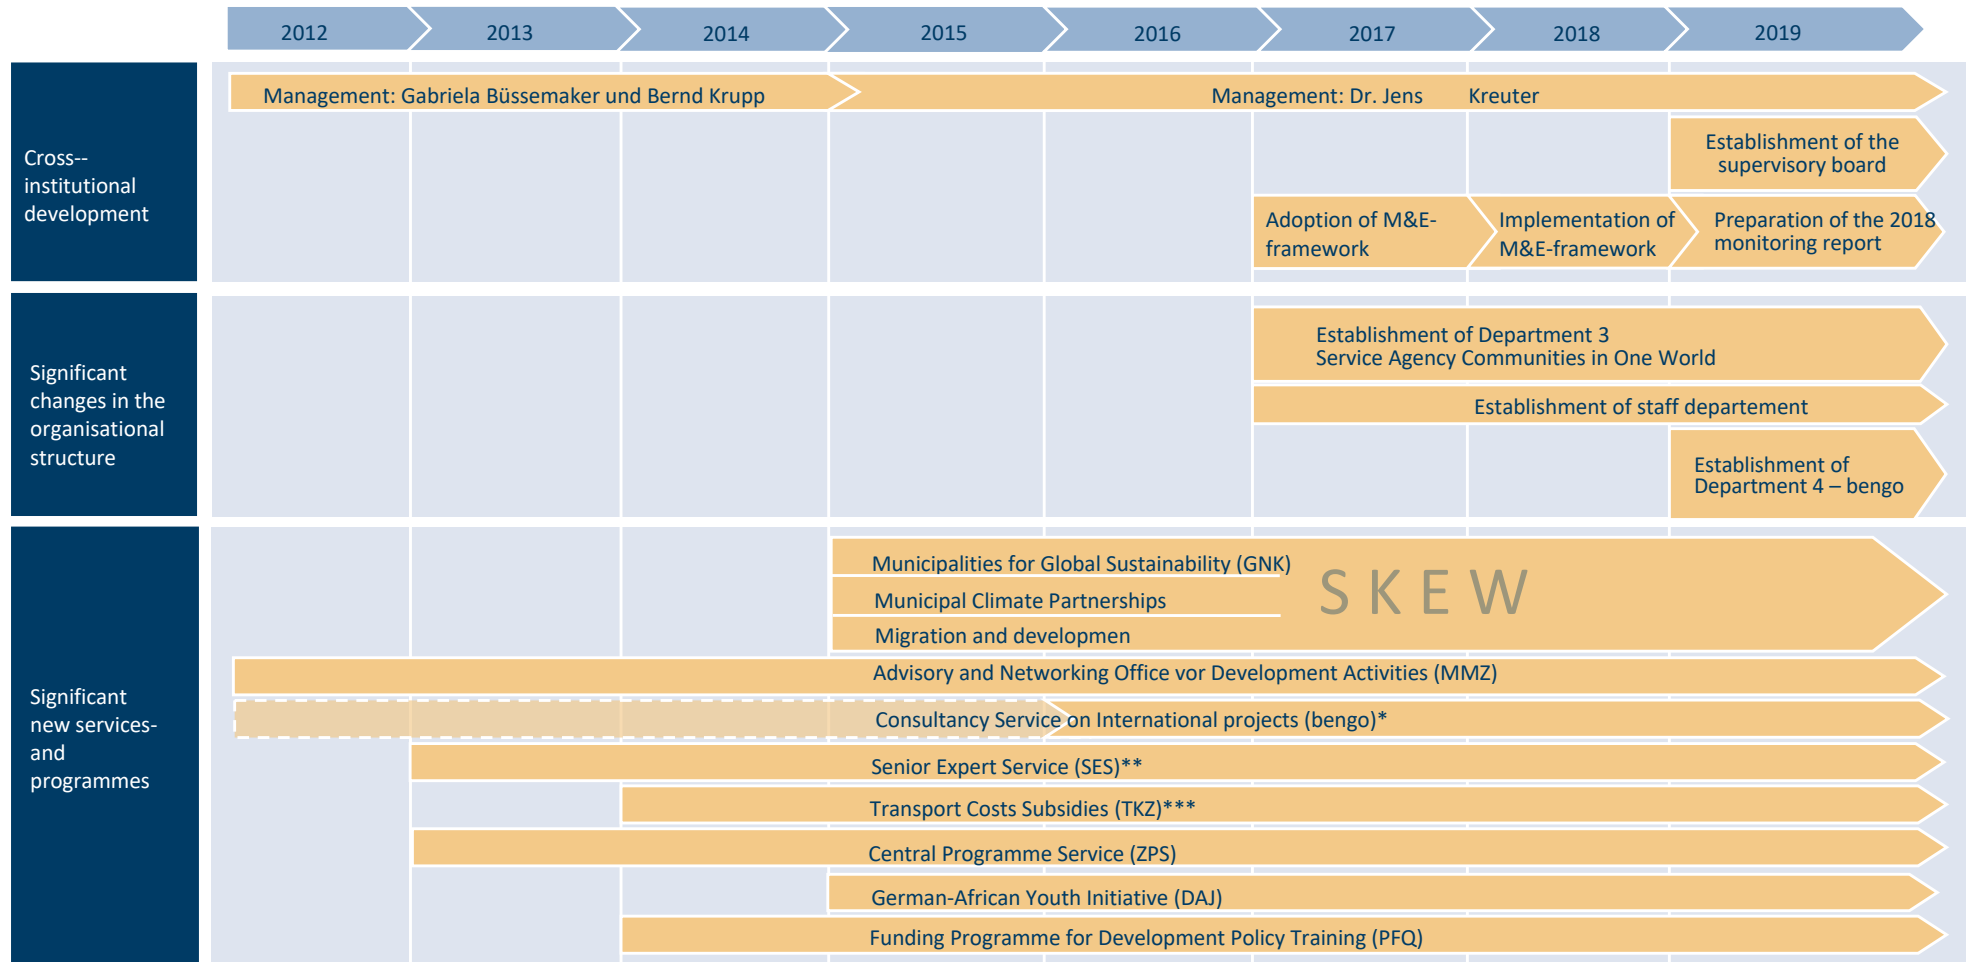 2012 2013 2014 2015 2016 2017 2018 2019
Cross--
institutional
development
Management: Gabriela Büssemaker und Bernd Krupp
Management: Dr. Jens Kreuter
Establishment of the
supervisory board
Adoption of M&E-
framework
Implementation of
M&E-framework
Preparation of the 2018
monitoring report
Significant
changes in the
organisational
structure
Establishment of Department 3
Service Agency Communities in One World
Establishment of staff departement
Establishment of
Department 4 – bengo
Significant
new services-
and
programmes
Municipalities for Global Sustainability (GNK)
Municipal Climate Partnerships
Migration and developmen
SKEW
Advisory and Networking Office vor Development Activities (MMZ)
Consultancy Service on International projects (bengo)*
Senior Expert Service (SES)**
Transport Costs Subsidies (TKZ)***
Central Programme Service (ZPS)
German-African Youth Initiative (DAJ)
Funding Programme for Development Policy Training (PFQ)